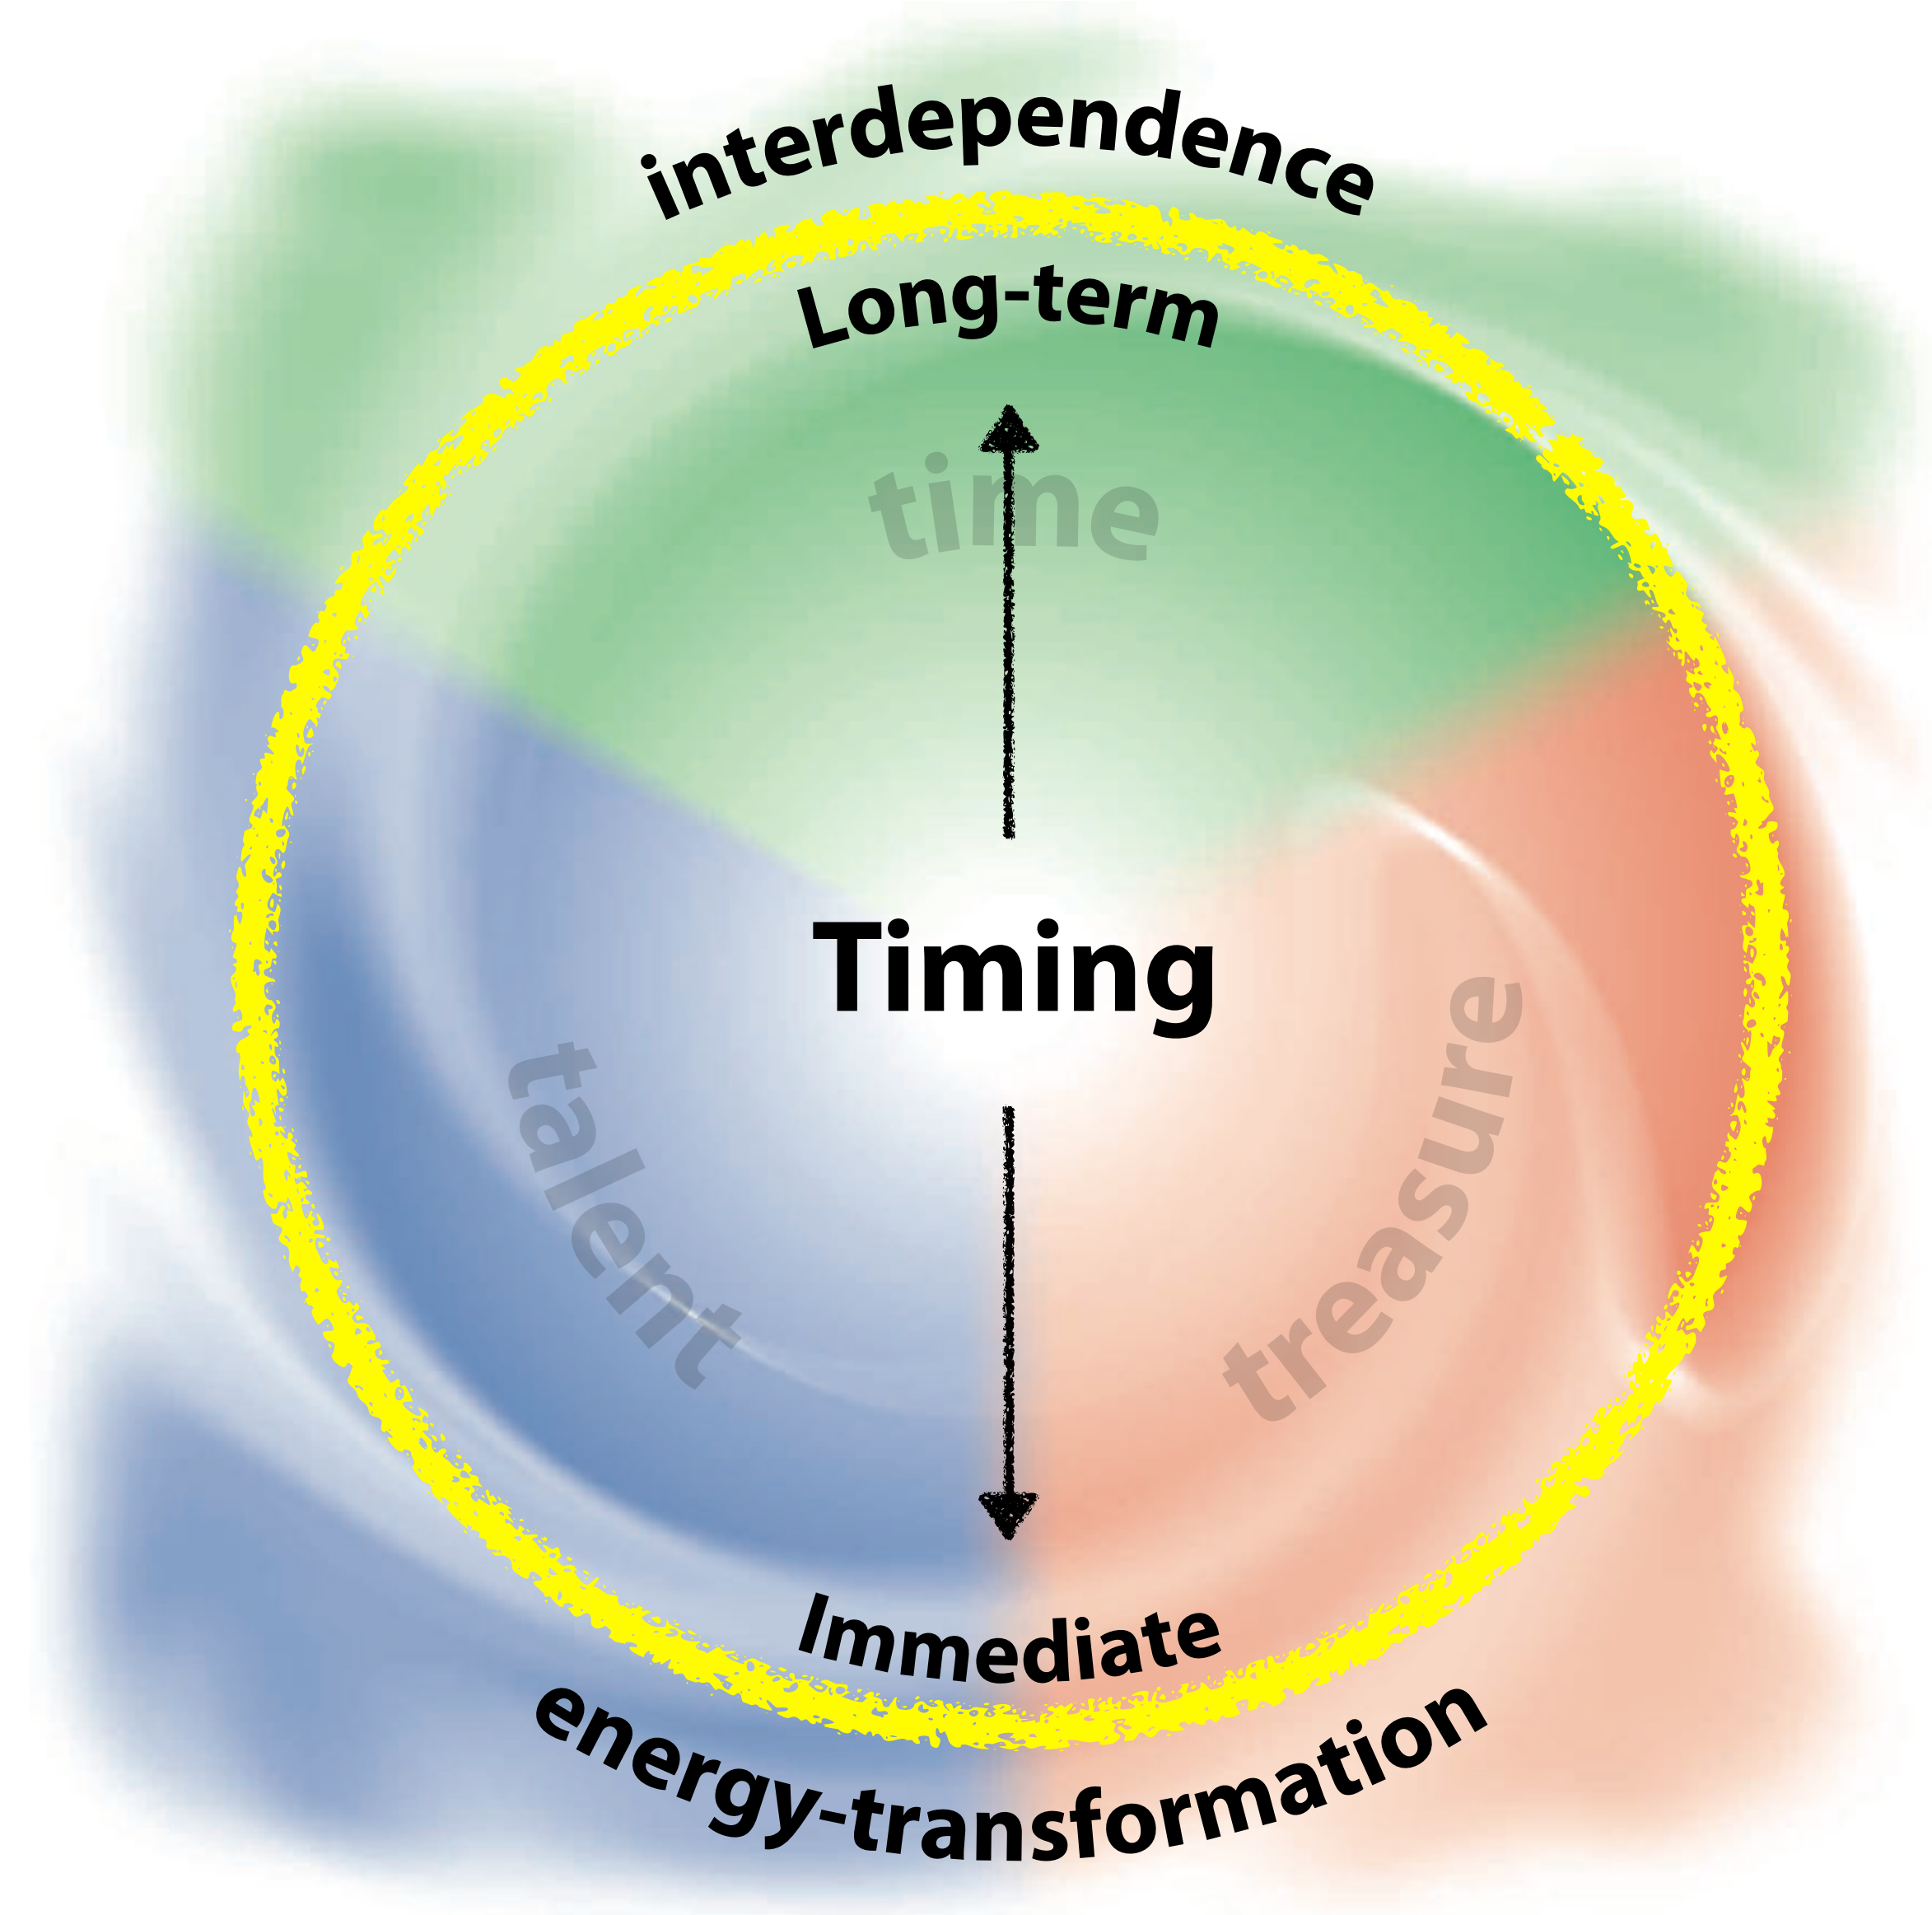 interdependence
Long-term
time
Timing
talent
treasure
Immediate
energy-transformation